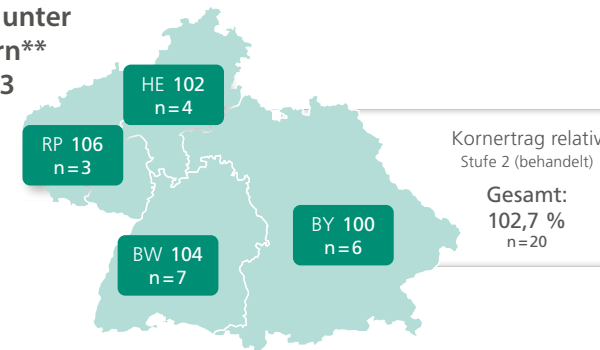 unter
rn**
3
HE 102
n=4
RP 106
n=3
BW 104
n=7
BY 100
n=6
Kornertrag relativ
Stufe 2 (behandelt)
Gesamt:
102,7 %
n=20